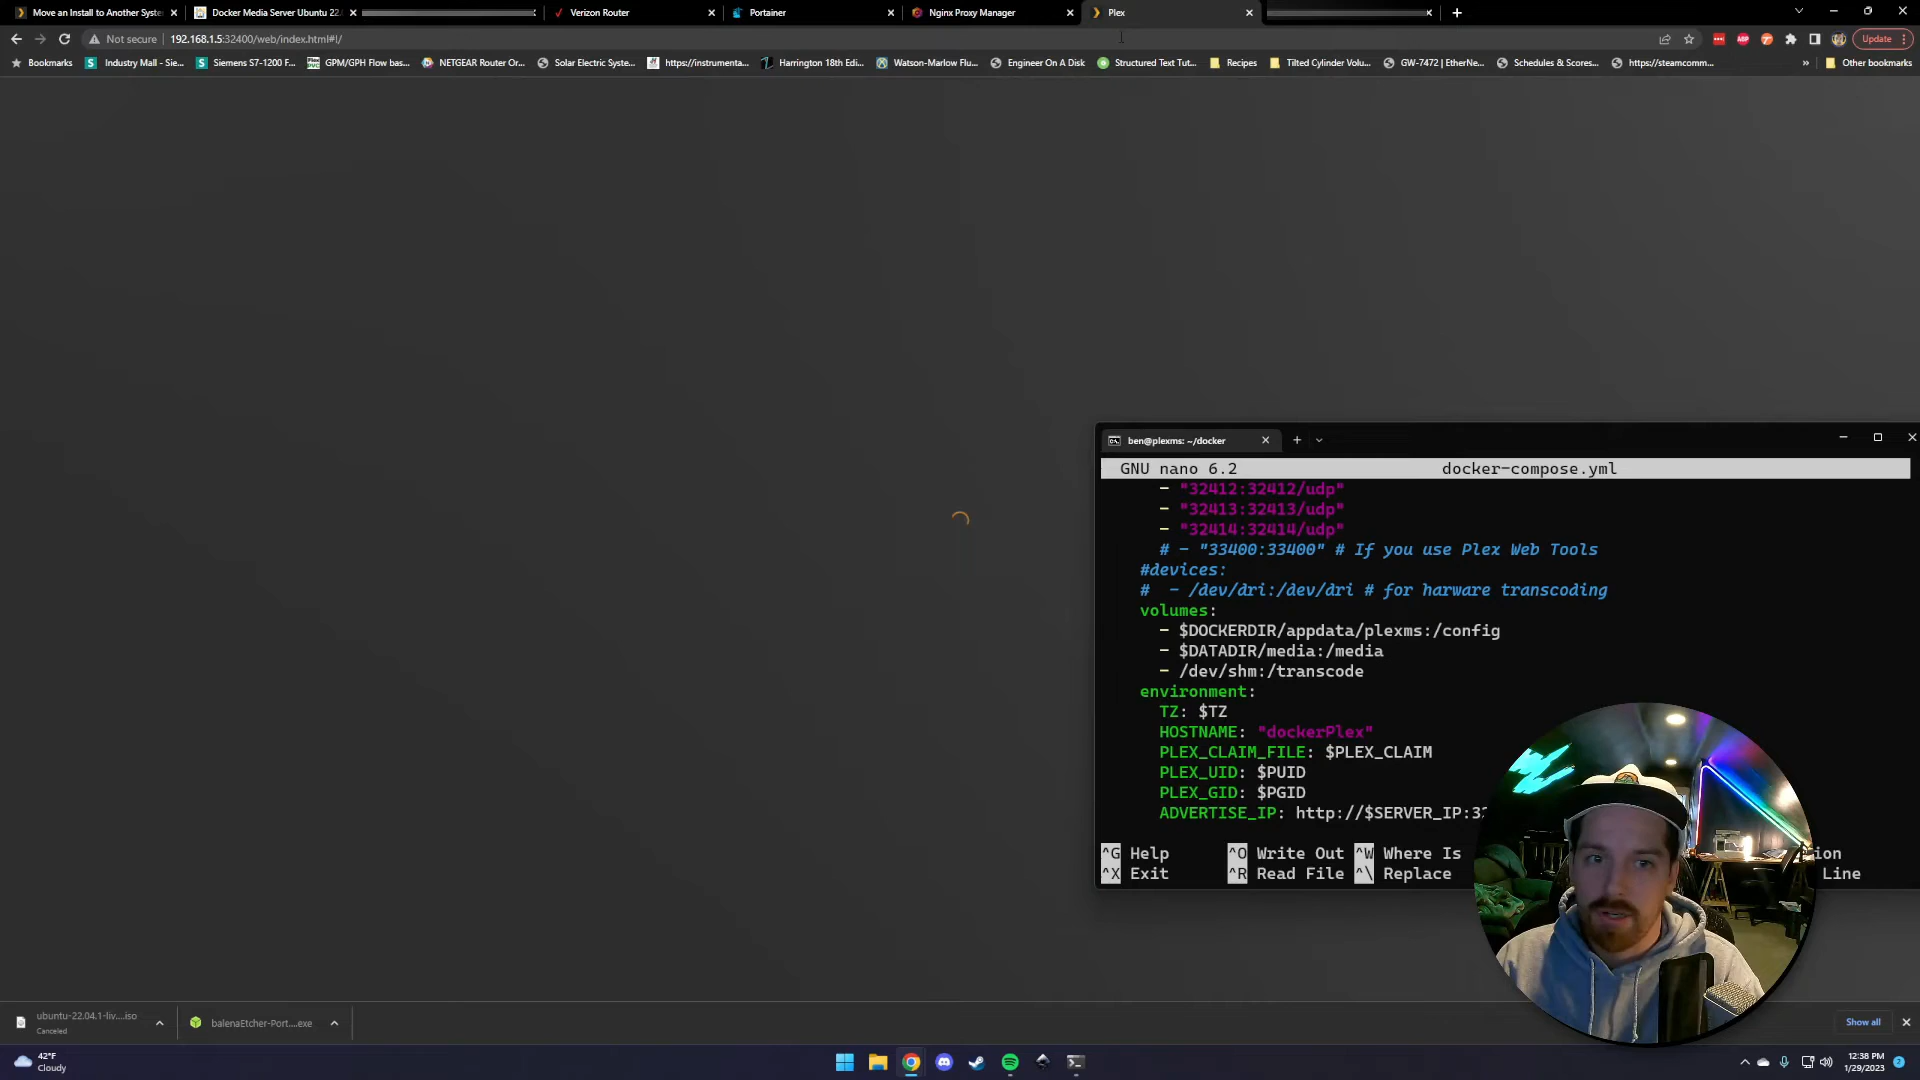 Move an Install to Another Syste
Docker Media Server Ubuntu 22.
Verizon Router
Portainer
Nginx Proxy Manager
Plex
Not secure
192.168.1.5:32400/web/index.html#!/
Update
Bookmarks
Industry Mall - Sie...
Siemens S7-1200 F...
GPM/GPH Flow bas...
NETGEAR Router Or...
Solar Electric Syste...
https://instrumenta...
Harrington 18th Edi...
Watson-Marlow Flu...
Engineer On A Disk
Structured Text Tut...
Recipes
Tilted Cylinder Volu...
GW-7472 | EtherNe...
Schedules & Scores...
https://steamcomm...
»
Other bookmarks
ben@plexms: ~/docker
GNU nano 6.2 docker-compose.yml
- "32412:32412/udp"
- "32413:32413/udp"
- "32414:32414/udp"
# - "33400:33400" # If you use Plex Web Tools
#devices:
#  - /dev/dri:/dev/dri # for harware transcoding
volumes:
- $DOCKERDIR/appdata/plexms:/config
- $DATADIR/media:/media
- /dev/shm:/transcode
environment:
TZ: $TZ
HOSTNAME: "dockerPlex"
PLEX_CLAIM_FILE: $PLEX_CLAIM
PLEX_UID: $PUID
PLEX_GID: $PGID
ADVERTISE_IP: http://$SERVER_IP:32
^G Help ^O Write Out ^W Where Is ion
^X Exit ^R Read File ^\ Replace Line
ubuntu-22.04.1-liv....iso
Canceled
balenaEtcher-Port....exe
Show all
42°F
Cloudy
12:38 PM
1/29/2023
2